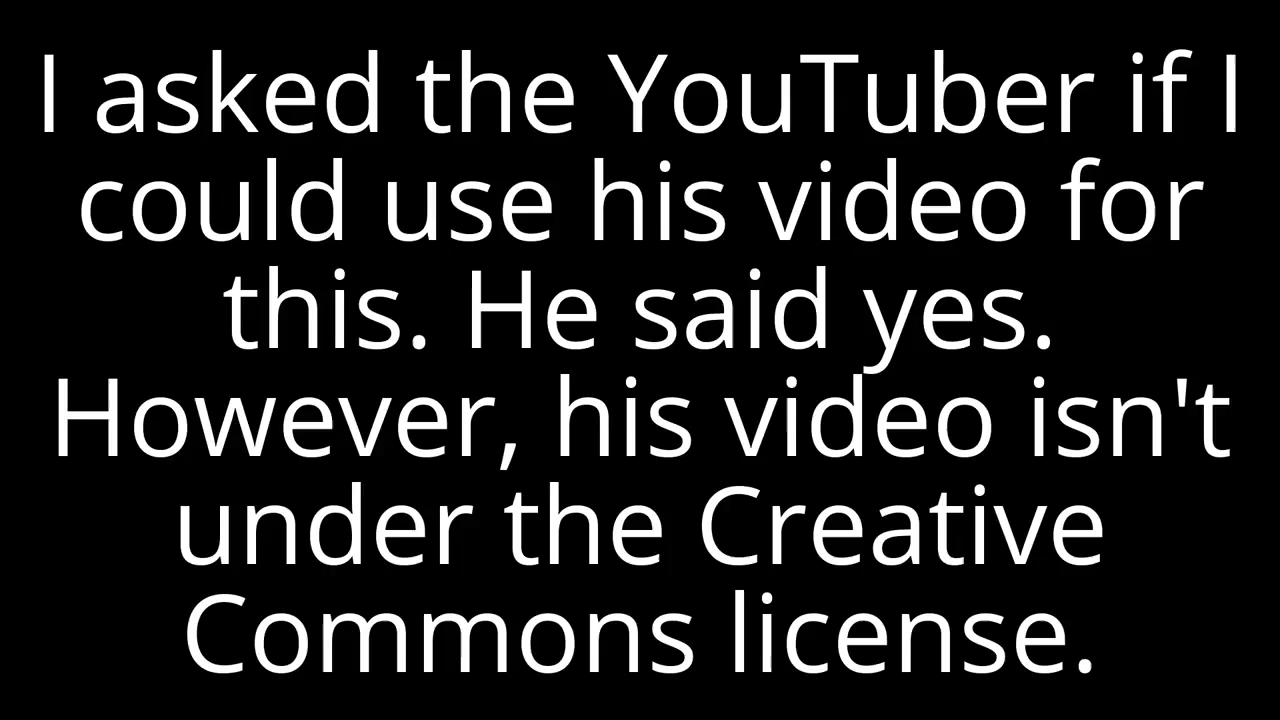 I asked the YouTuber if I
could use his video for
this. He said yes.
However, his video isn't
under the Creative
Commons license.